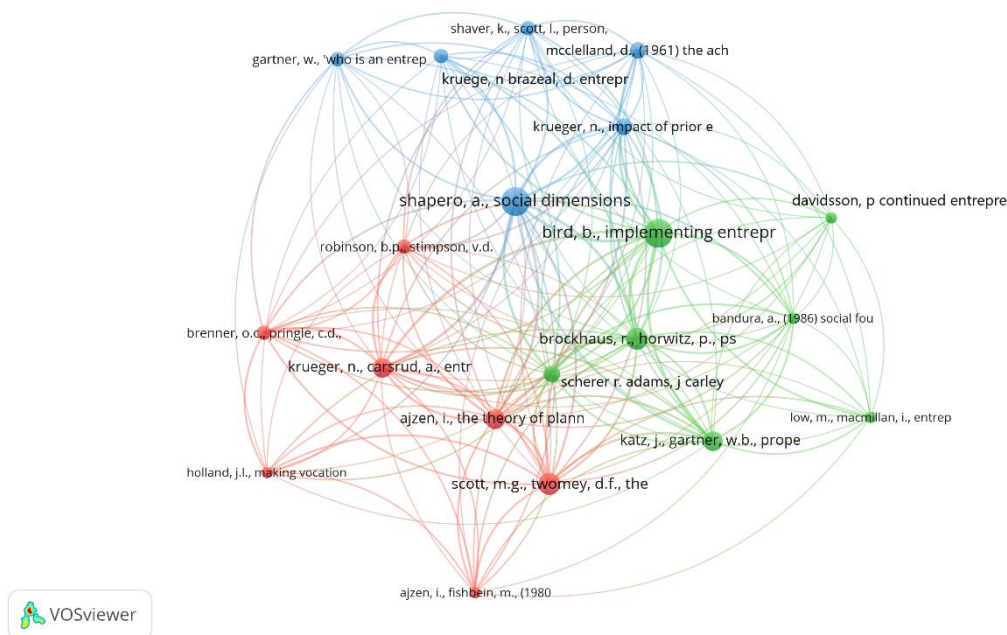 shaver, k., scott, l., person,
mcclelland, d., (1961) the ach
gartner, w., 'who is an entrep
kruege, n brazeal, d. entrepr
krueger, n., impact of prior e
shapero, a., social dimensions
davidsson, p continued entrepre
bird, b., implementing entrepr
robinson, b.p., stimpson, v.d.
bandura, a., (1986) social fou
brenner, o.c., pringle, c.d.,
brockhaus, r., horwitz, p., ps
krueger, n., carsrud, a., entr
scherer r. adams, j carley
ajzen, i., the theory of plann
low, m., macmillan, i., entrep
katz, j., gartner, w.b., prope
holland, j.l., making vocation
scott, m.g., twomey, d.f., the
ajzen, i., fishbein, m., (1980
VOSviewer